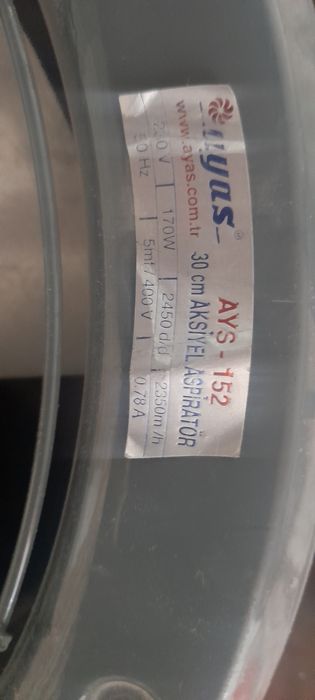 ayas®
www.ayas.com.tr
AYS - 152
30 cm AKSİYEL ASPİRATÖR
220 V | 170W | 2450 d/d | 2350m³/h
50 Hz | 5mf / 400 V | 0.78 A